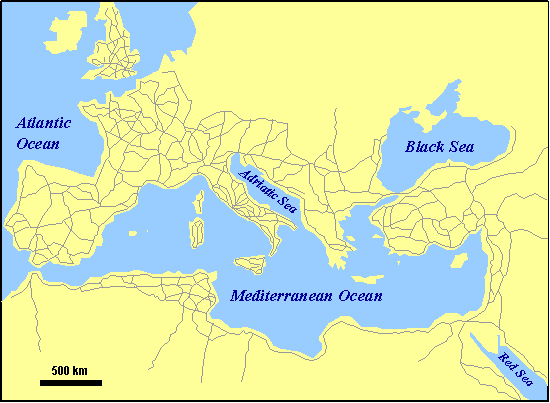 Atlantic
Ocean
Black Sea
Adriatic Sea
Mediterranean Ocean
Red Sea
500 km